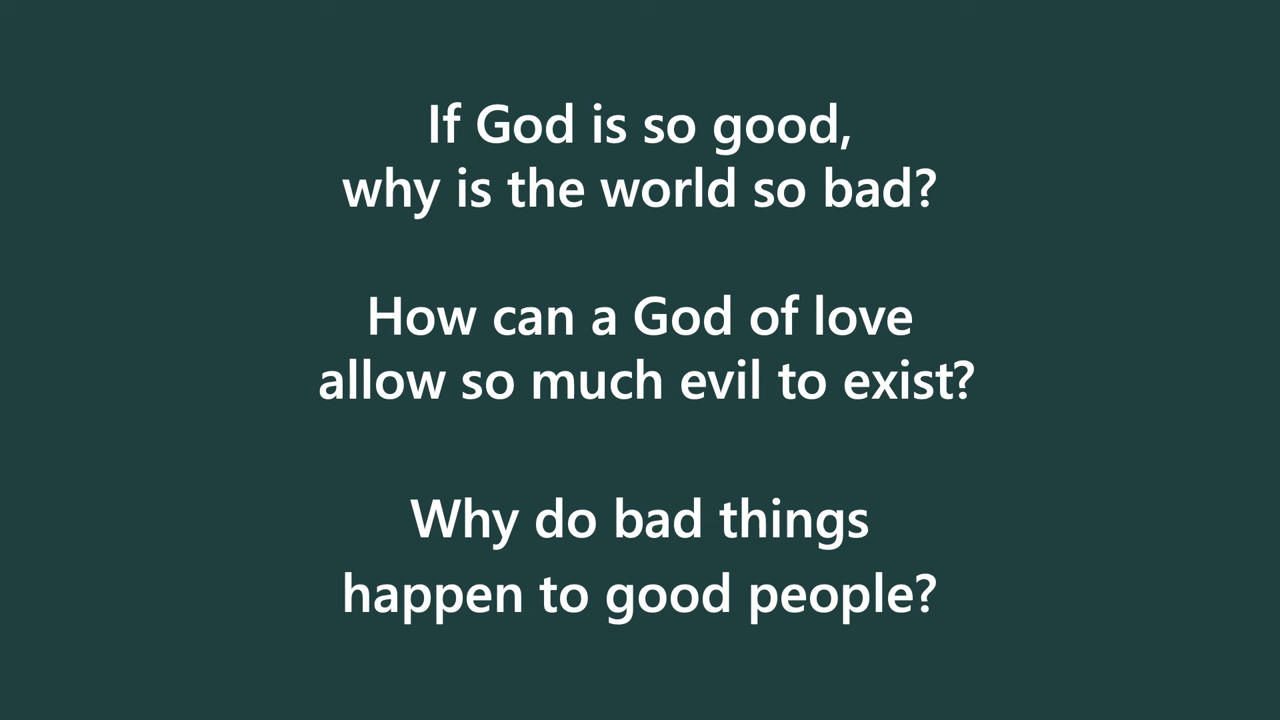 If God is so good,
why is the world so bad?
How can a God of love
allow so much evil to exist?
Why do bad things
happen to good people?